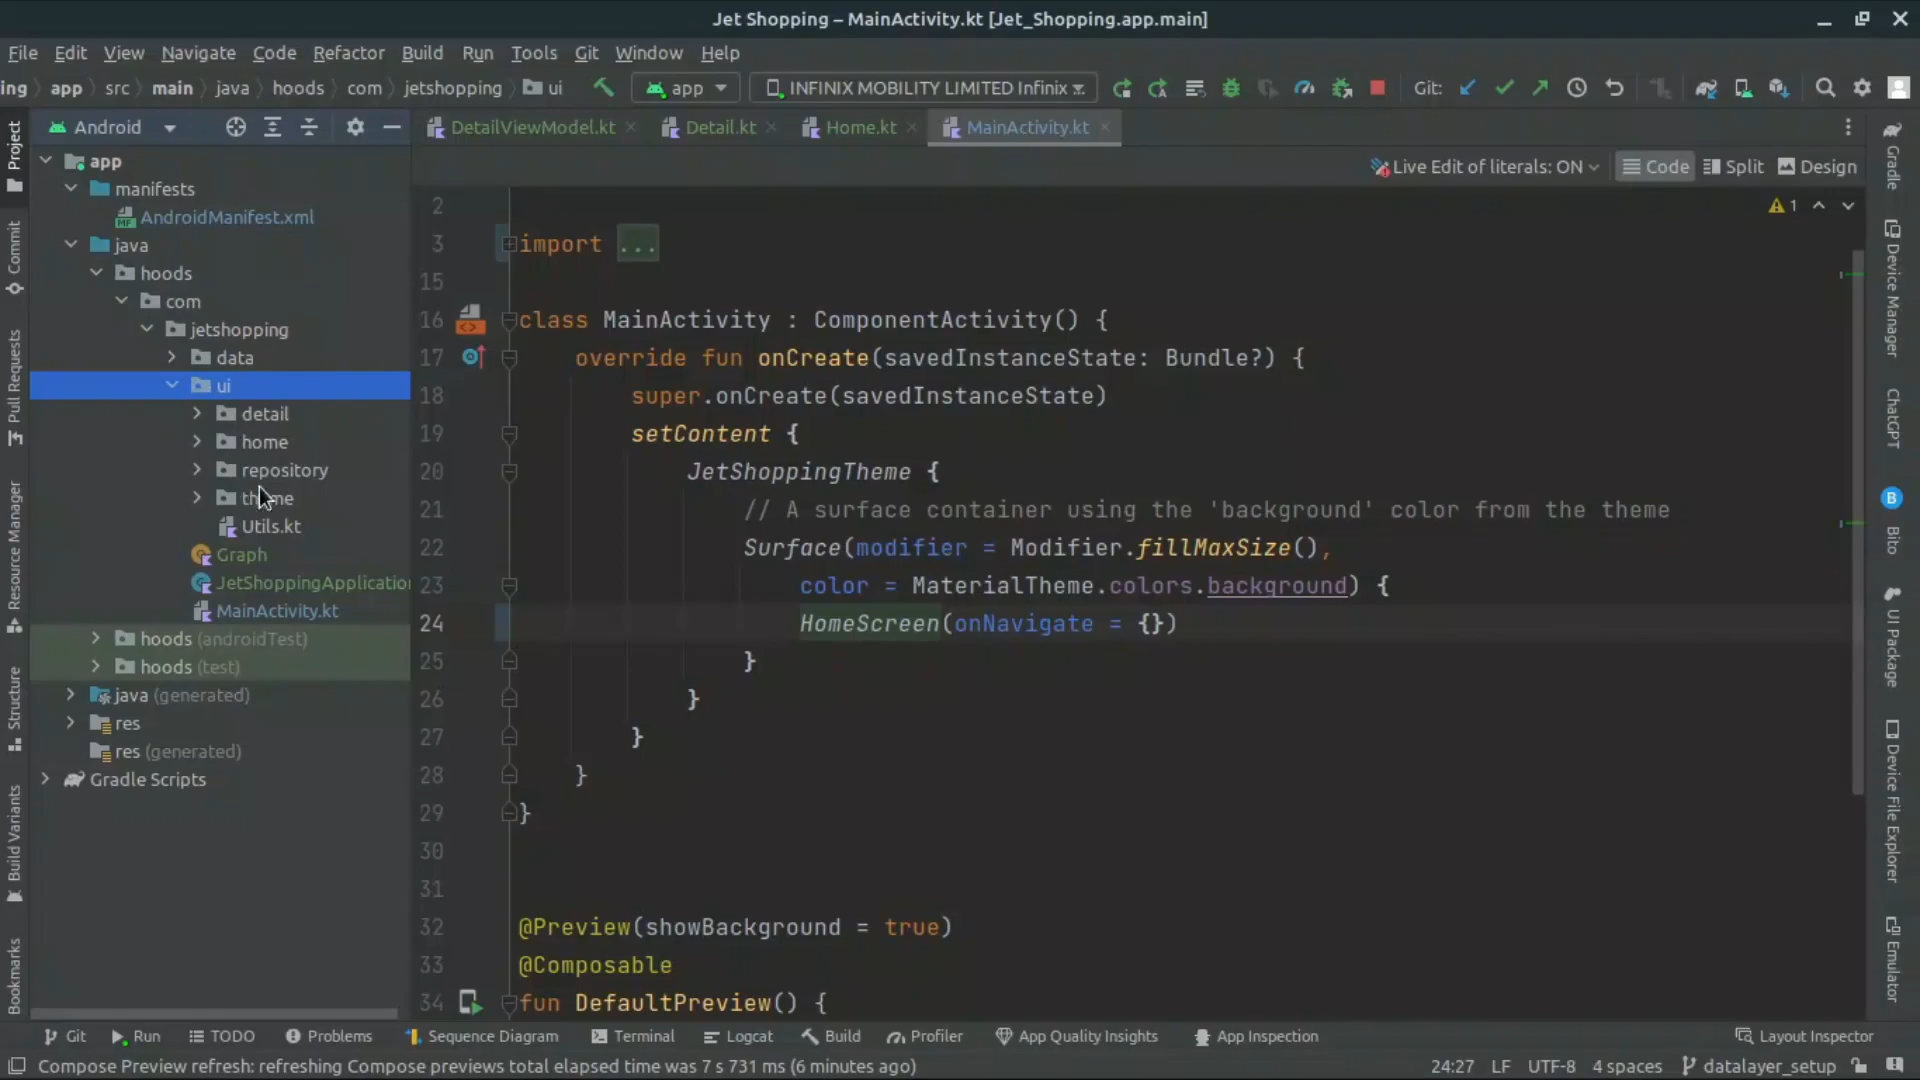 Jet Shopping – MainActivity.kt [Jet_Shopping.app.main]
File Edit View Navigate Code Refactor Build Run Tools Git Window Help
ing app src main java hoods com jetshopping ui app INFINIX MOBILITY LIMITED Infinix Git:
Android DetailViewModel.kt Detail.kt Home.kt MainActivity.kt
Live Edit of literals: ON Code Split Design
Project
Commit
Pull Requests
Resource Manager
Structure
Build Variants
Bookmarks
app
manifests
AndroidManifest.xml
java
hoods
com
jetshopping
data
ui
detail
home
repository
theme
Utils.kt
Graph
JetShoppingApplication
MainActivity.kt
hoods (androidTest)
hoods (test)
java (generated)
res
res (generated)
Gradle Scripts
1
2
3 import ...
15
16 class MainActivity : ComponentActivity() {
17 override fun onCreate(savedInstanceState: Bundle?) {
18 super.onCreate(savedInstanceState)
19 setContent {
20 JetShoppingTheme {
21 // A surface container using the 'background' color from the theme
22 Surface(modifier = Modifier.fillMaxSize(),
23 color = MaterialTheme.colors.background) {
24 HomeScreen(onNavigate = {})
25 }
26 }
27 }
28 }
29 }
30
31
32 @Preview(showBackground = true)
33 @Composable
34 fun DefaultPreview() {
Gradle
Device Manager
ChatGPT
B
Bito
UI Package
Device File Explorer
Emulator
Git Run TODO Problems Sequence Diagram Terminal Logcat Build Profiler App Quality Insights App Inspection Layout Inspector
Compose Preview refresh: refreshing Compose previews total elapsed time was 7 s 731 ms (6 minutes ago) 24:27 LF UTF-8 4 spaces datalayer_setup